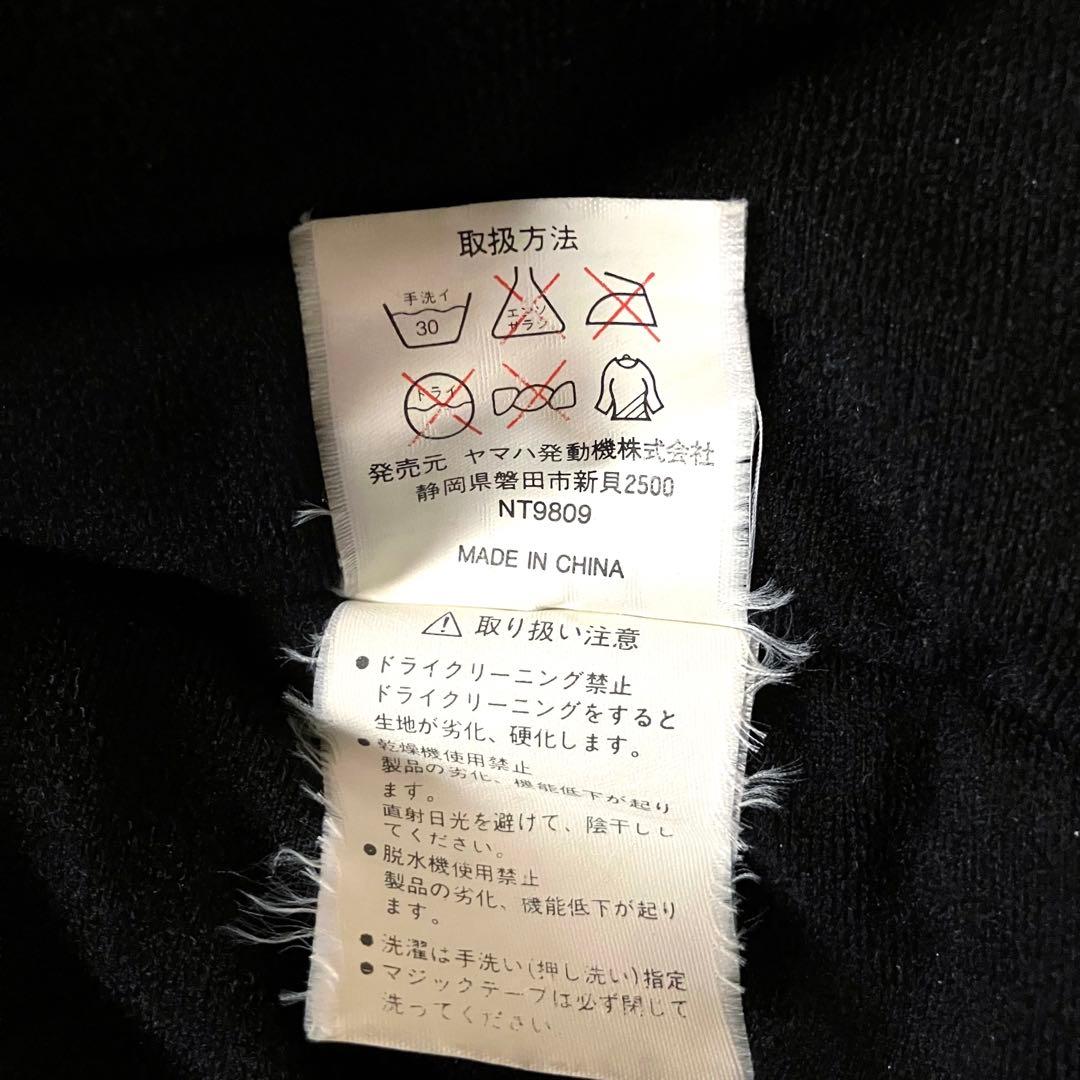 取扱方法
手洗イ
30
エンソ
サラシ
ドライ
発売元 ヤマハ発動機株式会社
静岡県磐田市新貝2500
NT9809
MADE IN CHINA
取り扱い注意
●ドライクリーニング禁止
ドライクリーニングをすると
生地が劣化、硬化します。
●乾燥機使用禁止
製品の劣化、機能低下が起り
ます。
直射日光を避けて、陰干しし
てください。
●脱水機使用禁止
製品の劣化、機能低下が起り
ます。
●洗濯は手洗い(押し洗い)指定
●マジックテープは必ず閉じて
洗ってください